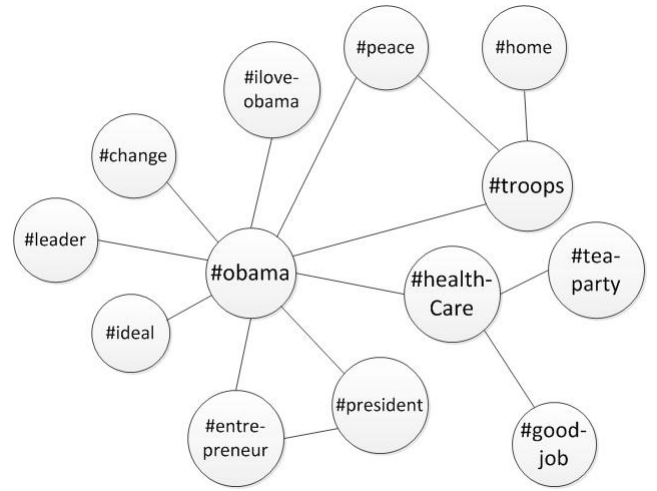 #peace
#home
#ilove-
obama
#change
#troops
#leader
#obama
#health-
Care
#tea-
party
#ideal
#president
#entre-
preneur
#good-
job